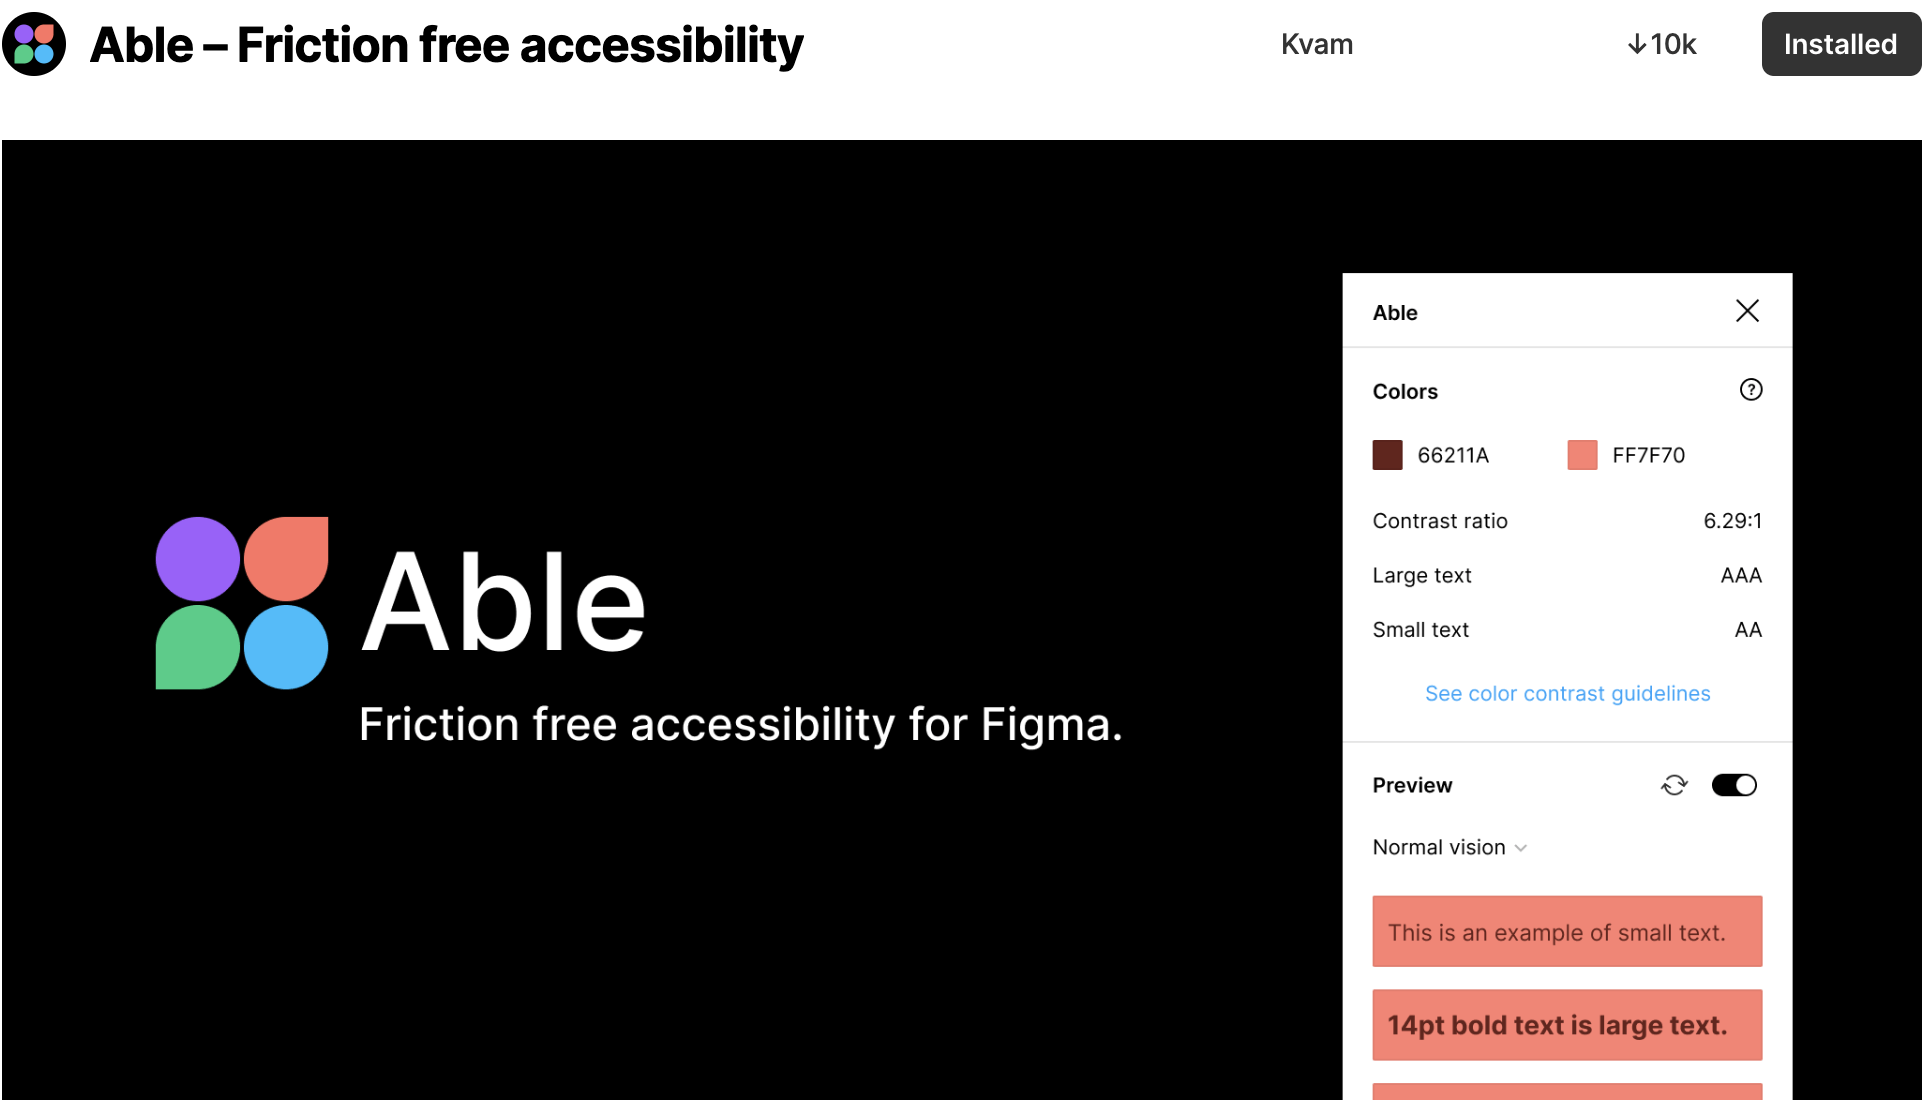 Able – Friction free accessibility
Kvam
↓10k
Installed
Able
Friction free accessibility for Figma.
Able
Colors
66211A
FF7F70
Contrast ratio
6.29:1
Large text
AAA
Small text
AA
See color contrast guidelines
Preview
Normal vision
This is an example of small text.
14pt bold text is large text.